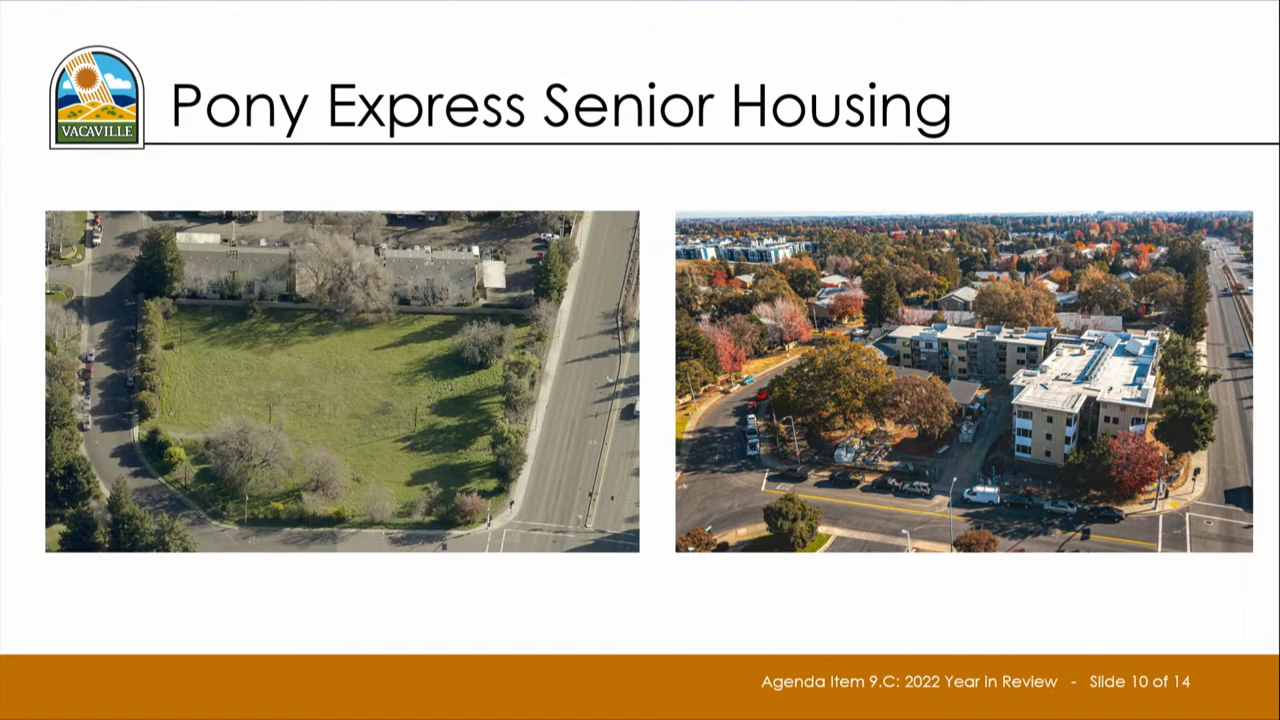 VACAVILLE
Pony Express Senior Housing
Agenda Item 9.C: 2022 Year in Review - Slide 10 of 14